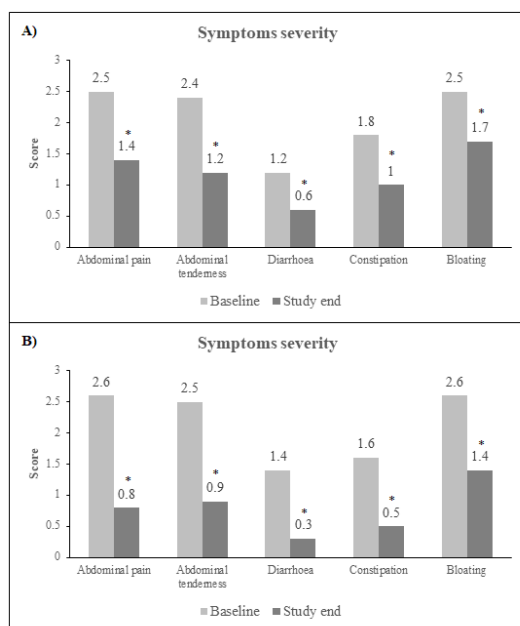 A)
Symptoms severity
3
2.5
2
1.5
1
0.5
0
Score
2.5
*
1.4
2.4
*
1.2
1.2
*
0.6
1.8
*
1
2.5
*
1.7
Abdominal pain
Abdominal
tenderness
Diarrhoea
Constipation
Bloating
Baseline
Study end
B)
Symptoms severity
3
2.5
2
1.5
1
0.5
0
Score
2.6
*
0.8
2.5
*
0.9
1.4
*
0.3
1.6
*
0.5
2.6
*
1.4
Abdominal pain
Abdominal
tenderness
Diarrhoea
Constipation
Bloating
Baseline
Study end